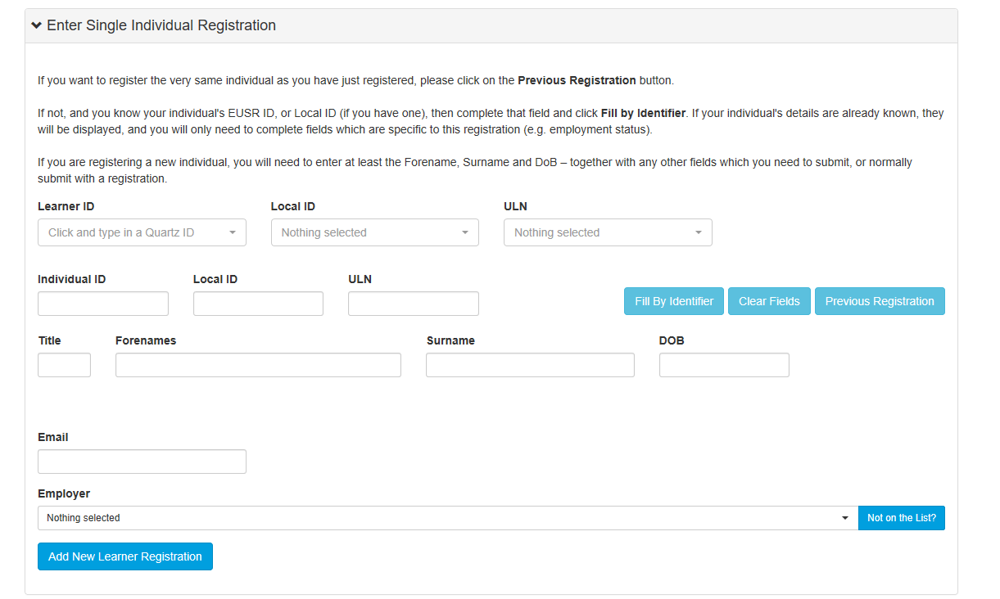 Enter Single Individual Registration
If you want to register the very same individual as you have just registered, please click on the Previous Registration button.
If not, and you know your individual's EUSR ID, or Local ID (if you have one), then complete that field and click Fill by Identifier. If your individual's details are already known, they
will be displayed, and you will only need to complete fields which are specific to this registration (e.g. employment status).
If you are registering a new individual, you will need to enter at least the Forename, Surname and DoB – together with any other fields which you need to submit, or normally
submit with a registration.
Learner ID Local ID ULN
Click and type in a Quartz ID Nothing selected Nothing selected
Individual ID Local ID ULN
Fill By Identifier Clear Fields Previous Registration
Title Forenames Surname DOB
Email
Employer
Nothing selected Not on the List?
Add New Learner Registration